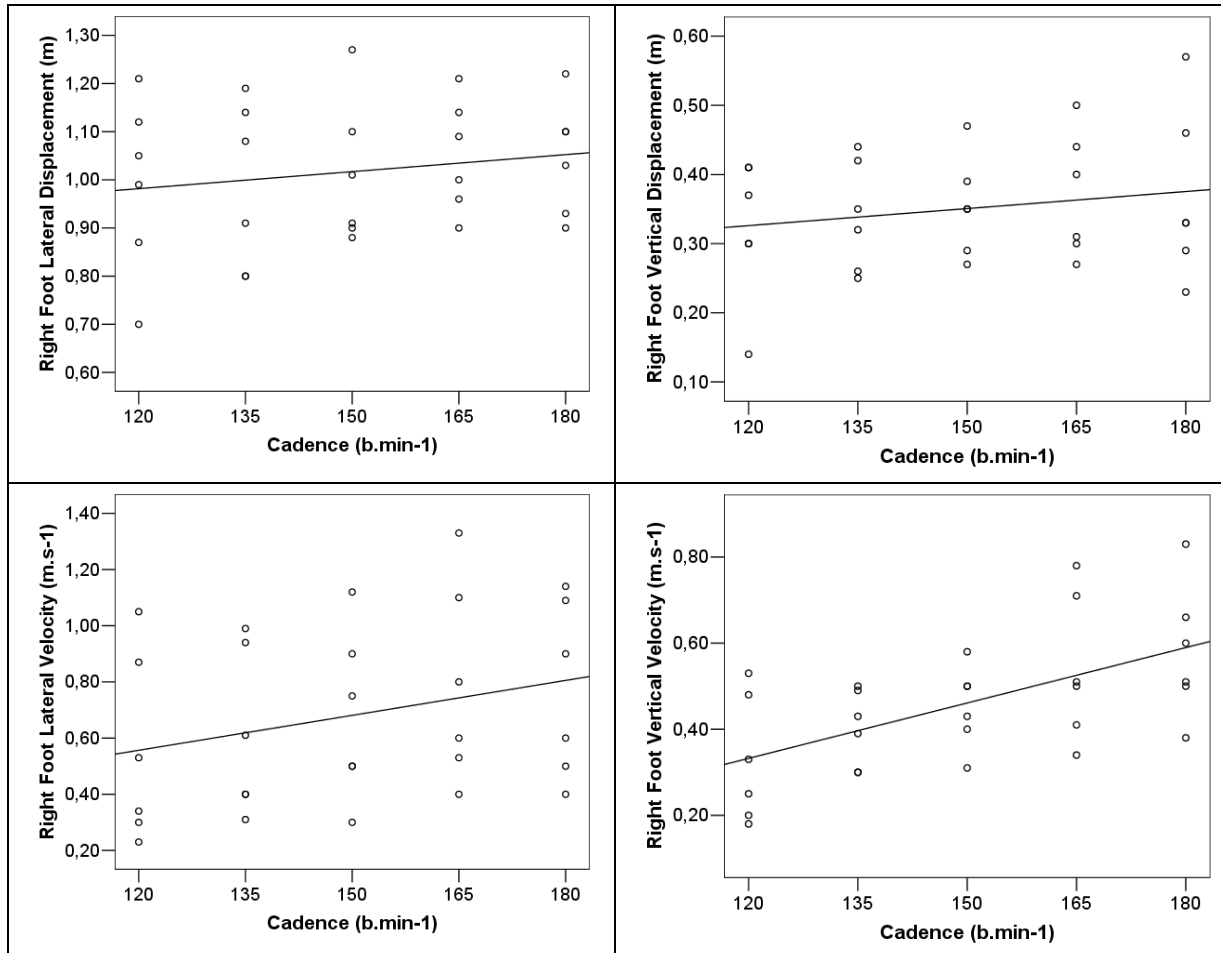 Right Foot Lateral Displacement (m)
1,30
1,20
1,10
1,00
0,90
0,80
0,70
0,60
120 135 150 165 180
Cadence (b.min-1)
Right Foot Vertical Displacement (m)
0,60
0,50
0,40
0,30
0,20
0,10
120 135 150 165 180
Cadence (b.min-1)
Right Foot Lateral Velocity (m.s-1)
1,40
1,20
1,00
0,80
0,60
0,40
0,20
120 135 150 165 180
Cadence (b.min-1)
Right Foot Vertical Velocity (m.s-1)
0,80
0,60
0,40
0,20
120 135 150 165 180
Cadence (b.min-1)